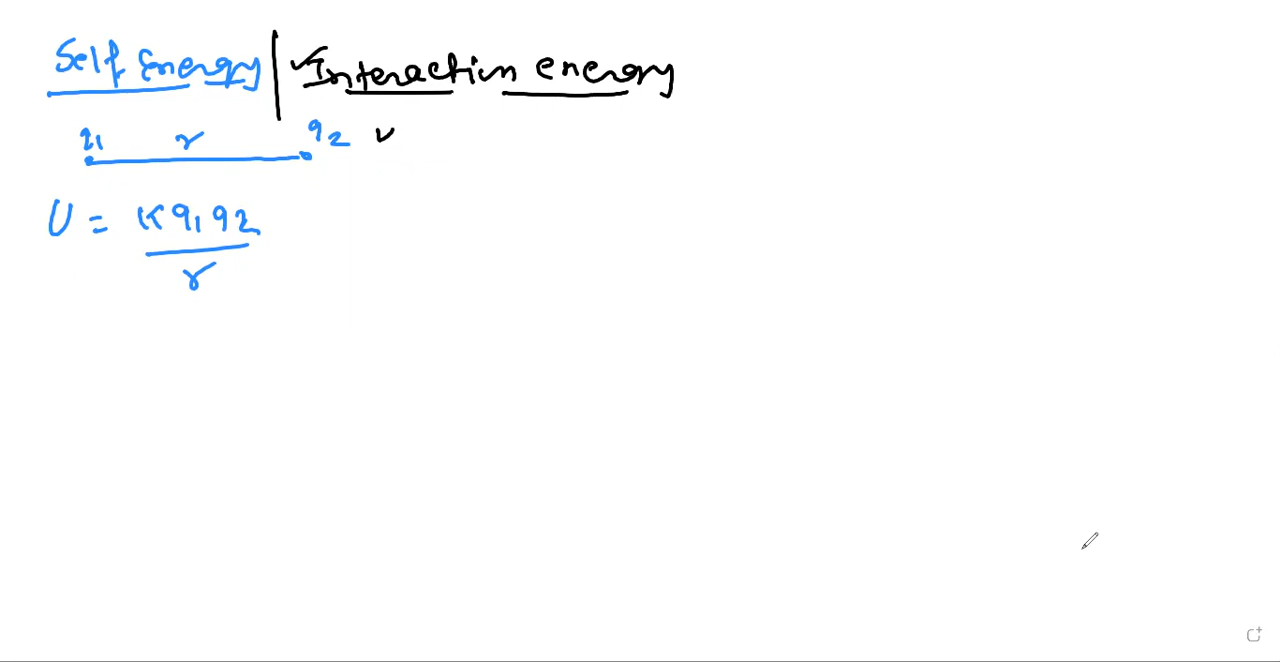 Self Energy | ✓Interaction energy
q1 r q2 ✓
U = Kq1q2
r